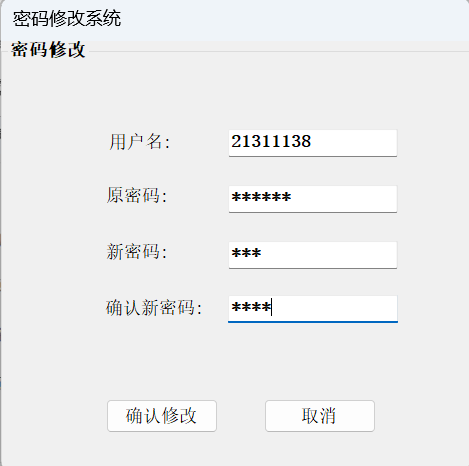 密码修改系统
密码修改
用户名： 21311138
原密码： ******
新密码： ***
确认新密码： ****
确认修改 取消